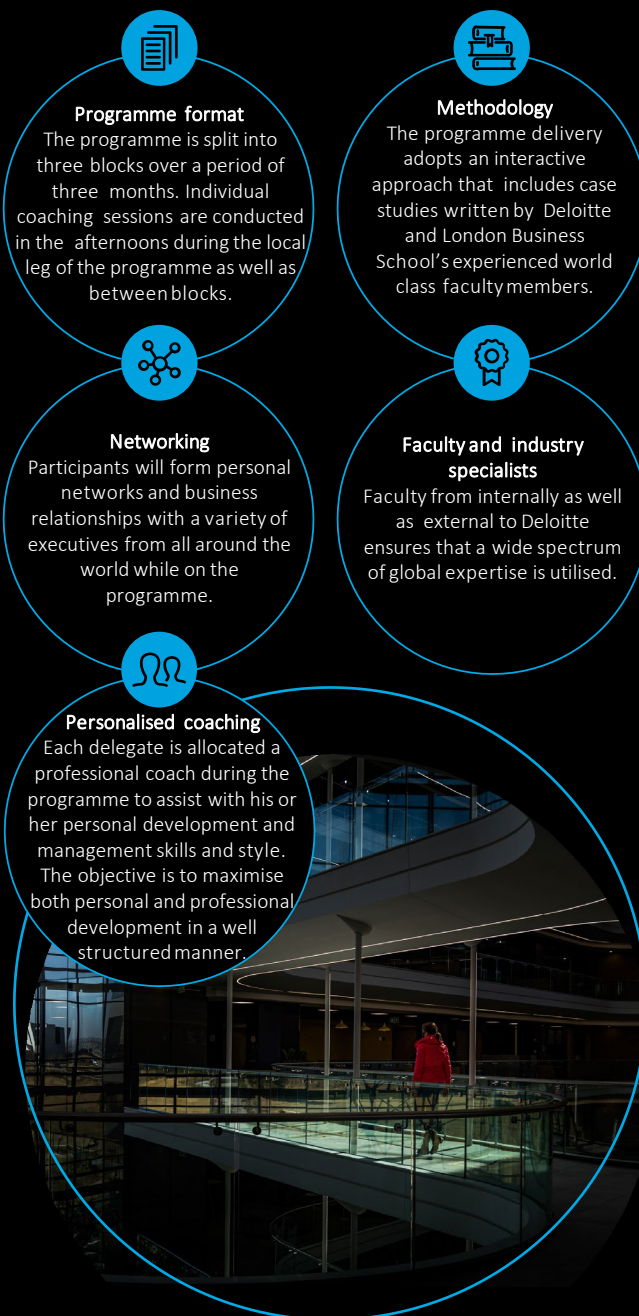 Programme format
The programme is split into
three blocks over a period of
three months. Individual
coaching sessions are conducted
in the afternoons during the local
leg of the programme as well as
between blocks.
Methodology
The programme delivery
adopts an interactive
approach that includes case
studies written by Deloitte
and London Business
School's experienced world
class faculty members.
Networking
Participants will form personal
networks and business
relationships with a variety of
executives from all around the
world while on the
programme.
Faculty and industry
specialists
Faculty from internally as well
as external to Deloitte
ensures that a wide spectrum
of global expertise is utilised.
Personalised coaching
Each delegate is allocated a
professional coach during the
programme to assist with his or
her personal development and
management skills and style.
The objective is to maximise
both personal and professional
development in a well
structured manner.